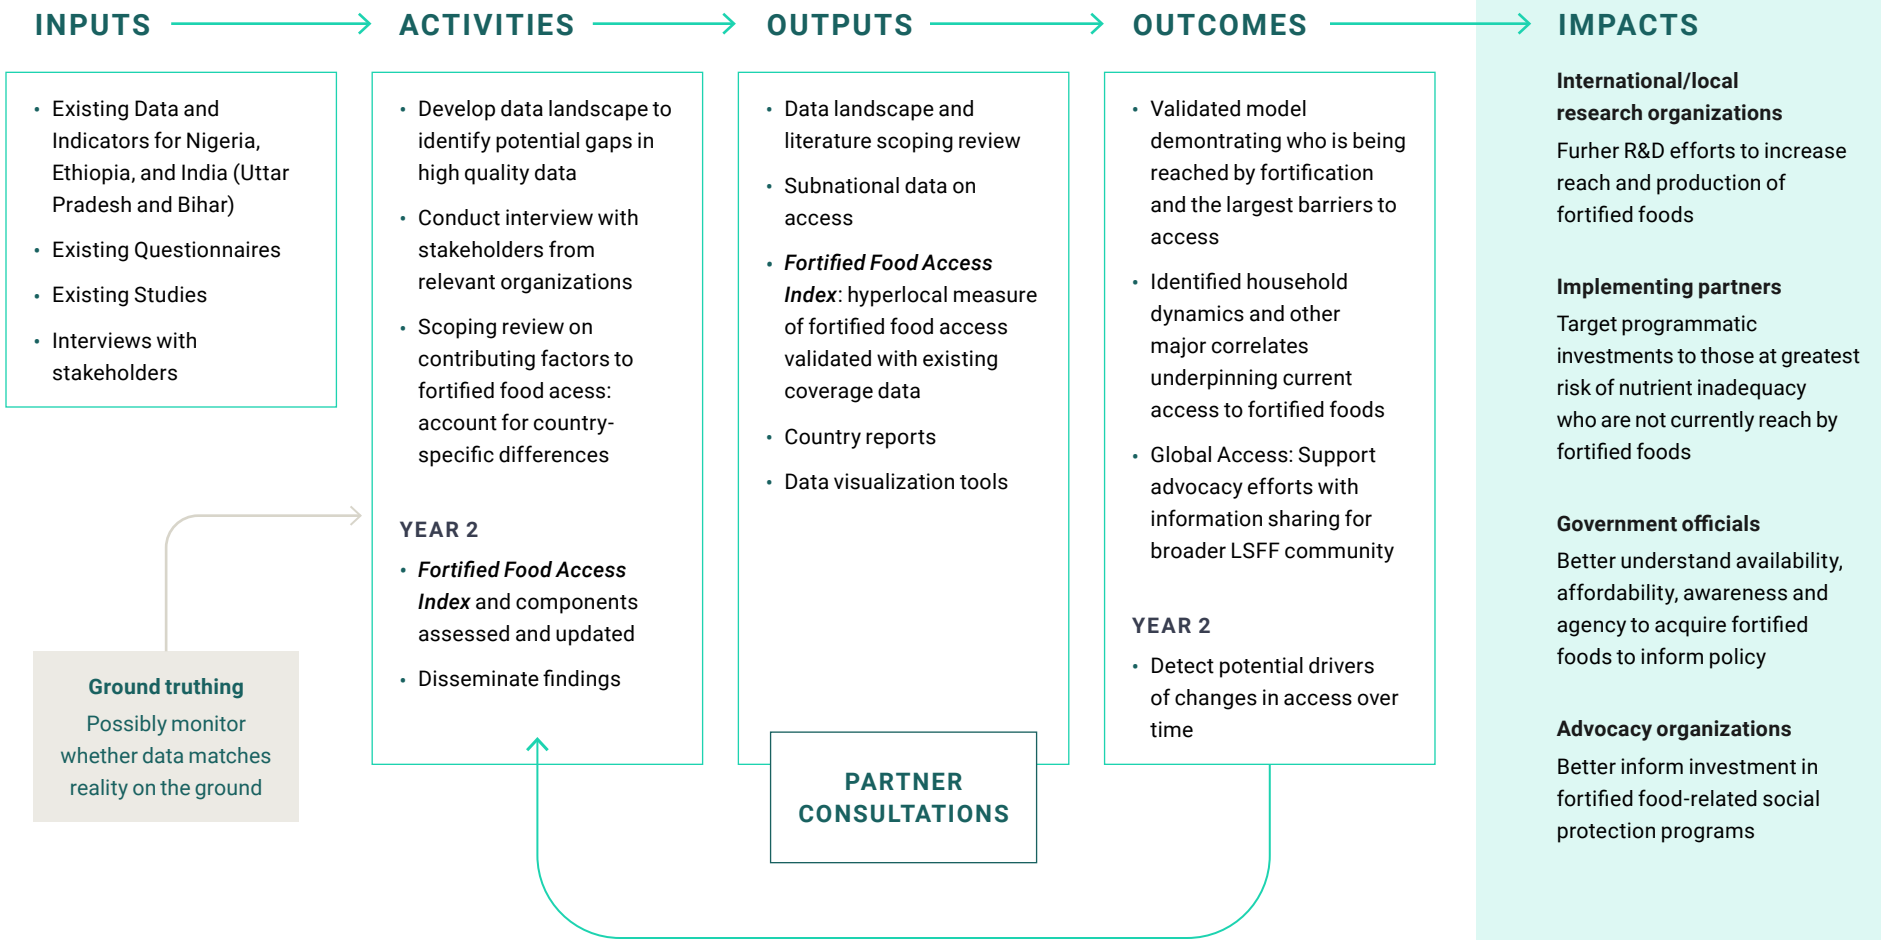 INPUTS
• Existing Data and
Indicators for Nigeria,
Ethiopia, and India (Uttar
Pradesh and Bihar)
• Existing Questionnaires
• Existing Studies
• Interviews with
stakeholders
Ground truthing
Possibly monitor
whether data matches
reality on the ground
ACTIVITIES
• Develop data landscape to
identify potential gaps in
high quality data
• Conduct interview with
stakeholders from
relevant organizations
• Scoping review on
contributing factors to
fortified food acess:
account for country-
specific differences
YEAR 2
• Fortified Food Access
Index and components
assessed and updated
• Disseminate findings
OUTPUTS
• Data landscape and
literature scoping review
• Subnational data on
access
• Fortified Food Access
Index: hyperlocal measure
of fortified food access
validated with existing
coverage data
• Country reports
• Data visualization tools
PARTNER
CONSULTATIONS
OUTCOMES
• Validated model
demontrating who is being
reached by fortification
and the largest barriers to
access
• Identified household
dynamics and other
major correlates
underpinning current
access to fortified foods
• Global Access: Support
advocacy efforts with
information sharing for
broader LSFF community
YEAR 2
• Detect potential drivers
of changes in access over
time
IMPACTS
International/local
research organizations
Furher R&D efforts to increase
reach and production of
fortified foods
Implementing partners
Target programmatic
investments to those at greatest
risk of nutrient inadequacy
who are not currently reach by
fortified foods
Government officials
Better understand availability,
affordability, awareness and
agency to acquire fortified
foods to inform policy
Advocacy organizations
Better inform investment in
fortified food-related social
protection programs